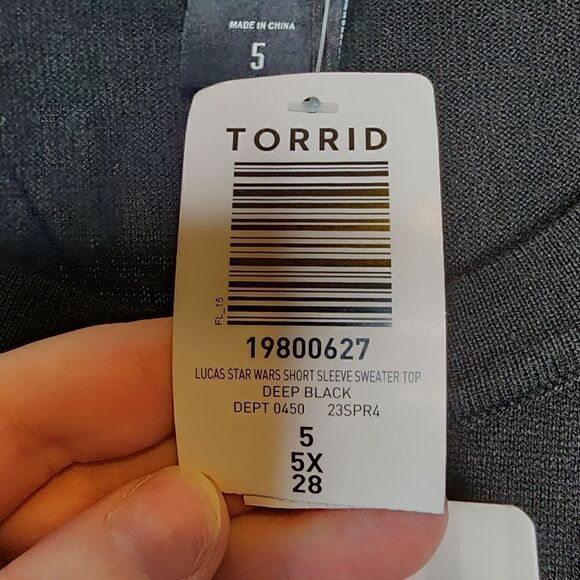 MADE IN CHINA
5
TORRID
FL_15
19800627
LUCAS STAR WARS SHORT SLEEVE SWEATER TOP
DEEP BLACK
DEPT 0450 23SPR4
5
5X
28